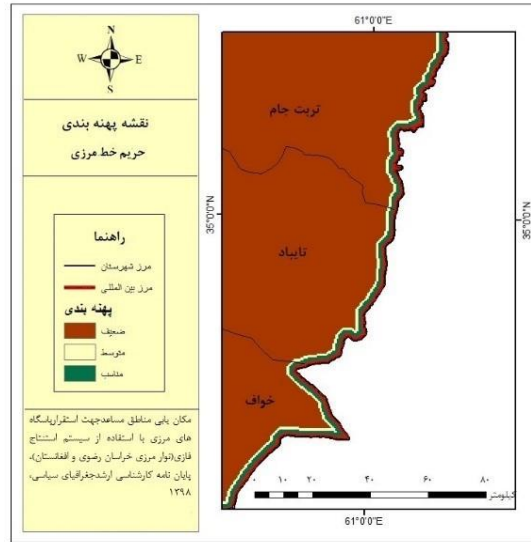 N
W E
S
نقشه پهنه بندی
حریم خط مرزی
راهنما
مرز شهرستان
مرز بین المللی
پهنه بندی
ضعیف
متوسط
مناسب
مکان یابی مناطق مساعدجهت استقرارپاسگاه
های مرزی با استفاده از سیستم استنتاج
فازی(نوار مرزی خراسان رضوی و افغانستان)،
پایان نامه کارشناسی ارشدجغرافیای سیاسی،
۱۳۹۸
61°0'0"E
تربت جام
35°0'0"N
35°0'0"N
تایباد
خواف
۰ ۱۰ ۲۰ ۴۰ ۶۰ ۸۰
کیلومتر
61°0'0"E